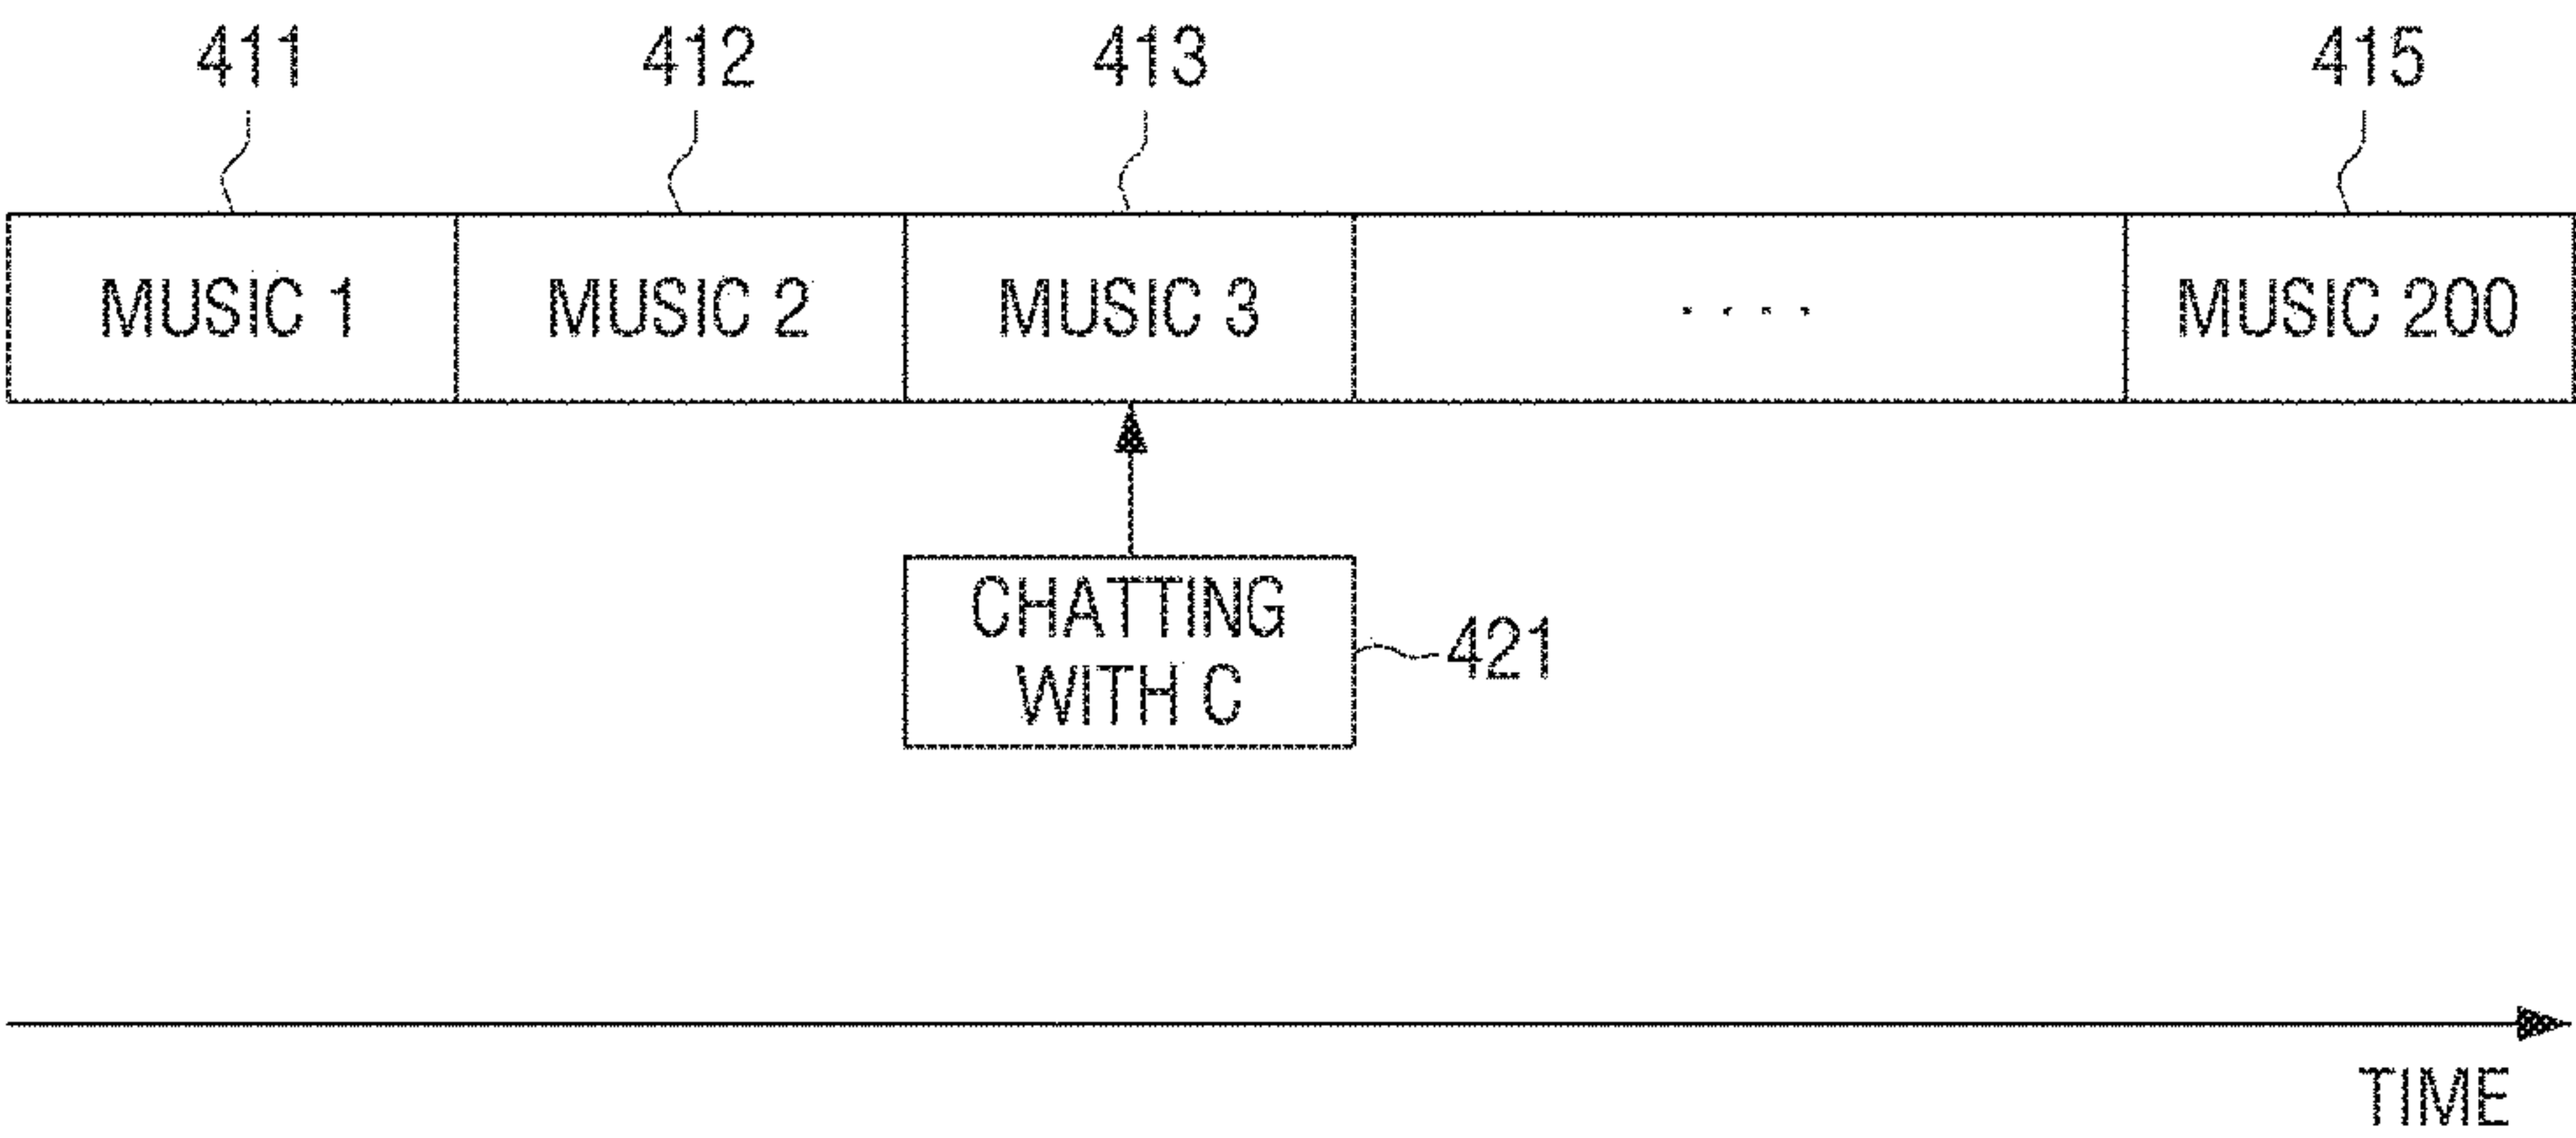 411 412 413 415
MUSIC 1 MUSIC 2 MUSIC 3 .... MUSIC 200
CHATTING
WITH C
421
TIME